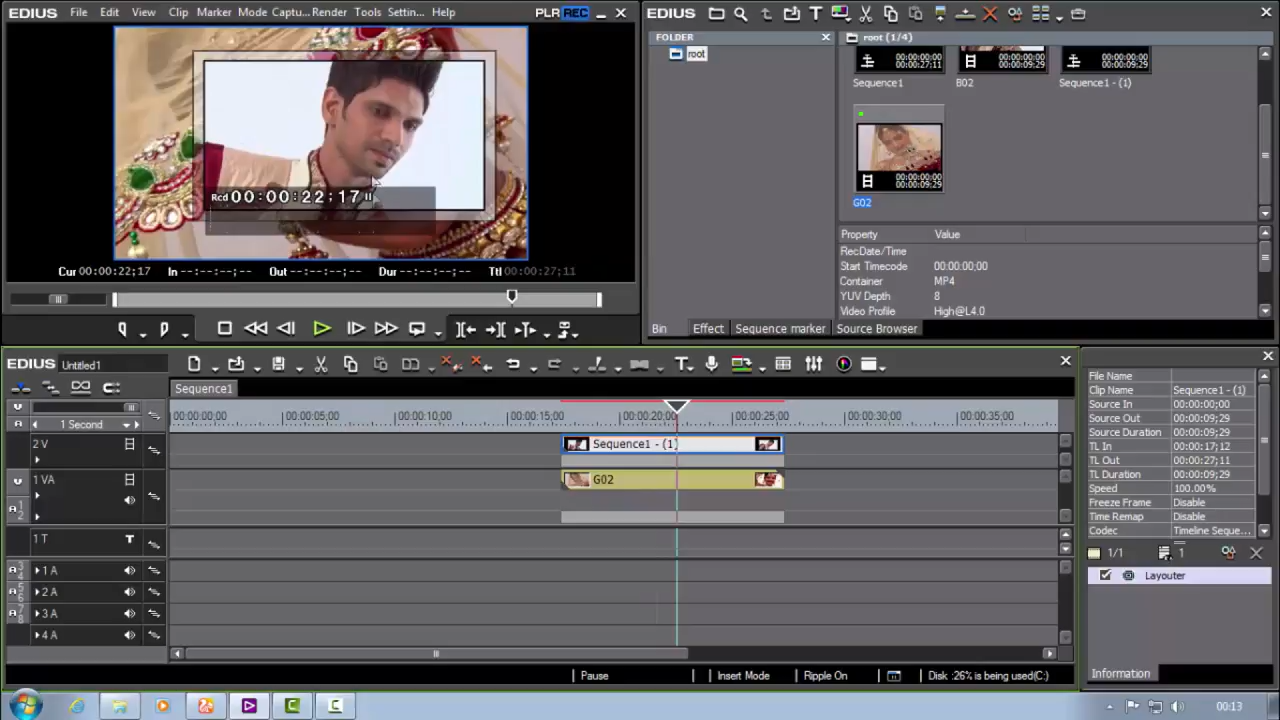 EDIUS File Edit View Clip Marker Mode Captu... Render Tools Settin... Help PLR REC
Rcd 00:00:22;17
Cur 00:00:22;17 In --:--:--;-- Out --:--:--;-- Dur --:--:--;-- Ttl 00:00:27;11
EDIUS
FOLDER
root
root (1/4)
00:00:00;00
00:00:27;11
00:00:00;00
00:00:09;29
00:00:00;00
00:00:09;29
Sequence1 B02 Sequence1 - (1)
00:00:00;00
00:00:09;29
G02
Property Value
RecDate/Time
Start Timecode 00:00:00;00
Container MP4
YUV Depth 8
Video Profile High@L4.0
Bin Effect Sequence marker Source Browser
EDIUS Untitled1
Sequence1
1 Second
00:00:00;00 00:00:05;00 00:00:10;00 00:00:15;00 00:00:20;00 00:00:25;00 00:00:30;00 00:00:35;00
2 V
Sequence1 - (1)
1 VA
G02
1 2
1 T
3 4 1 A
5 6 2 A
7 8 3 A
4 A
Pause Insert Mode Ripple On Disk :26% is being used(C:)
File Name
Clip Name Sequence1 - (1)
Source In 00:00:00;00
Source Out 00:00:09;29
Source Duration 00:00:09;29
TL In 00:00:17;12
TL Out 00:00:27;11
TL Duration 00:00:09;29
Speed 100.00%
Freeze Frame Disable
Time Remap Disable
Codec Timeline Seque...
1/1 1
Layouter
Information
00:13